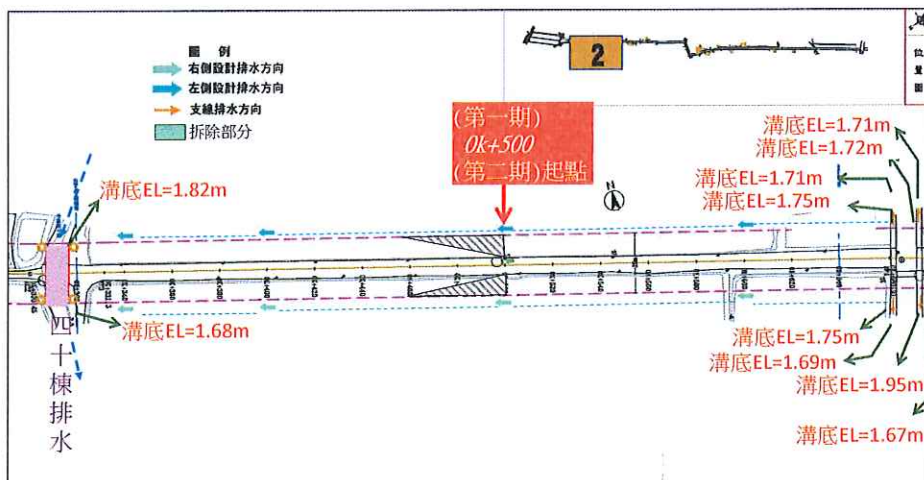 圖 例
右側設計排水方向
左側設計排水方向
支線排水方向
拆除部分
2
位
置
圖
(第一期)
0k+500
(第二期)起點
N
溝底EL=1.82m
溝底EL=1.71m
溝底EL=1.72m
溝底EL=1.71m
溝底EL=1.75m
溝底EL=1.68m
四十棟排水
溝底EL=1.75m
溝底EL=1.69m
溝底EL=1.95m
溝底EL=1.67m